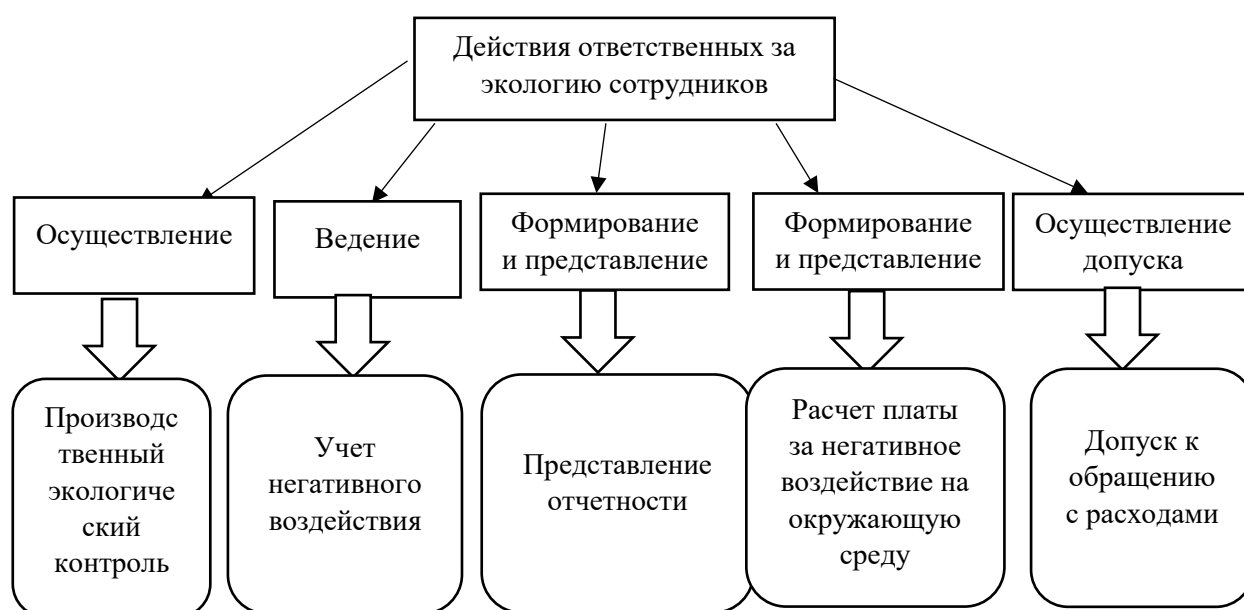 Действия ответственных за
экологию сотрудников
Осуществление
Ведение
Формирование
и представление
Формирование
и представление
Осуществление
допуска
Производс
твенный
экологиче
ский
контроль
Учет
негативного
воздействия
Представление
отчетности
Расчет платы
за негативное
воздействие на
окружающую
среду
Допуск к
обращению
с расходами